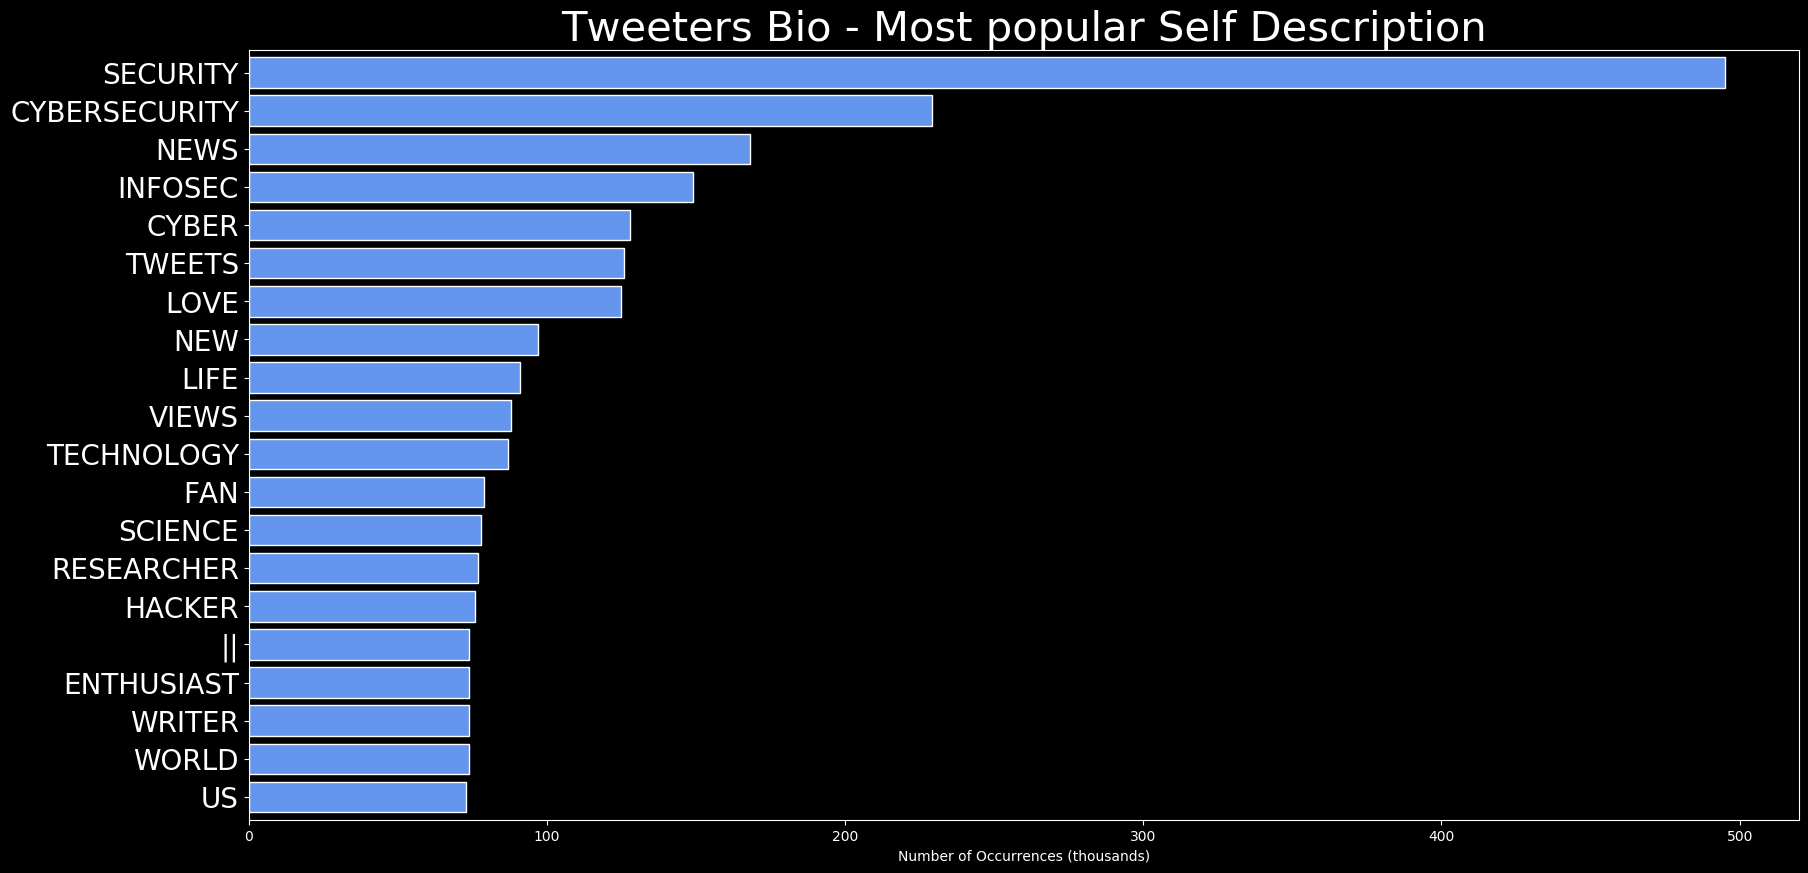 Tweeters Bio - Most popular Self Description
SECURITY
CYBERSECURITY
NEWS
INFOSEC
CYBER
TWEETS
LOVE
NEW
LIFE
VIEWS
TECHNOLOGY
FAN
SCIENCE
RESEARCHER
HACKER
||
ENTHUSIAST
WRITER
WORLD
US
0 100 200 300 400 500
Number of Occurrences (thousands)